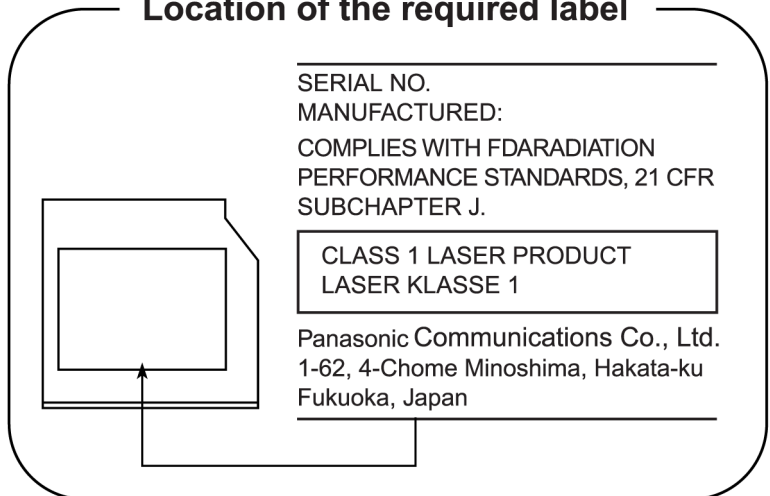 Location of the required label
SERIAL NO.
MANUFACTURED:
COMPLIES WITH FDARADIATION
PERFORMANCE STANDARDS, 21 CFR
SUBCHAPTER J.
CLASS 1 LASER PRODUCT
LASER KLASSE 1
Panasonic Communications Co., Ltd.
1-62, 4-Chome Minoshima, Hakata-ku
Fukuoka, Japan